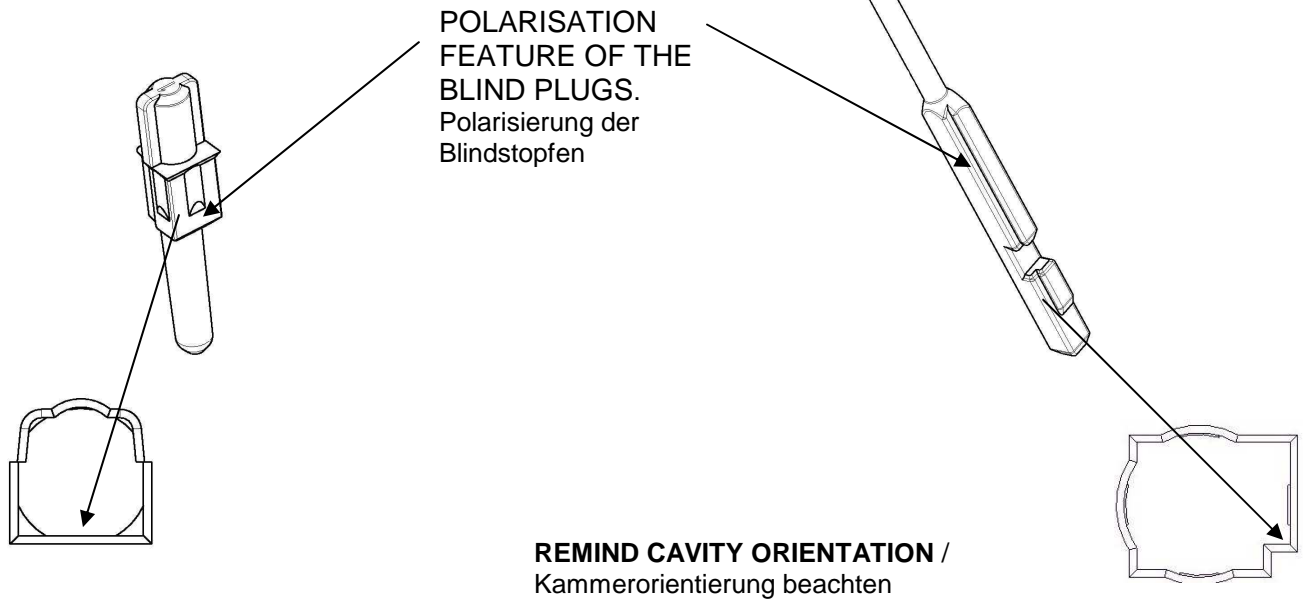 POLARISATION
FEATURE OF THE
BLIND PLUGS.
Polarisierung der
Blindstopfen
REMIND CAVITY ORIENTATION /
Kammerorientierung beachten